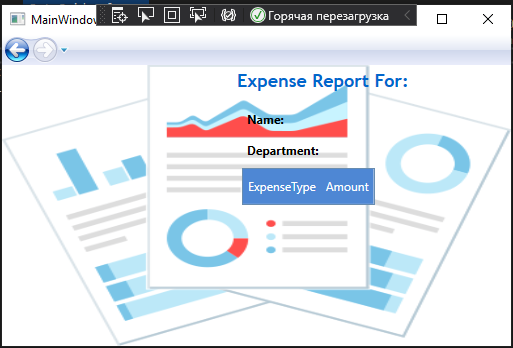 MainWindow
Горячая перезагрузка
Expense Report For:
Name:
Department:
ExpenseType Amount